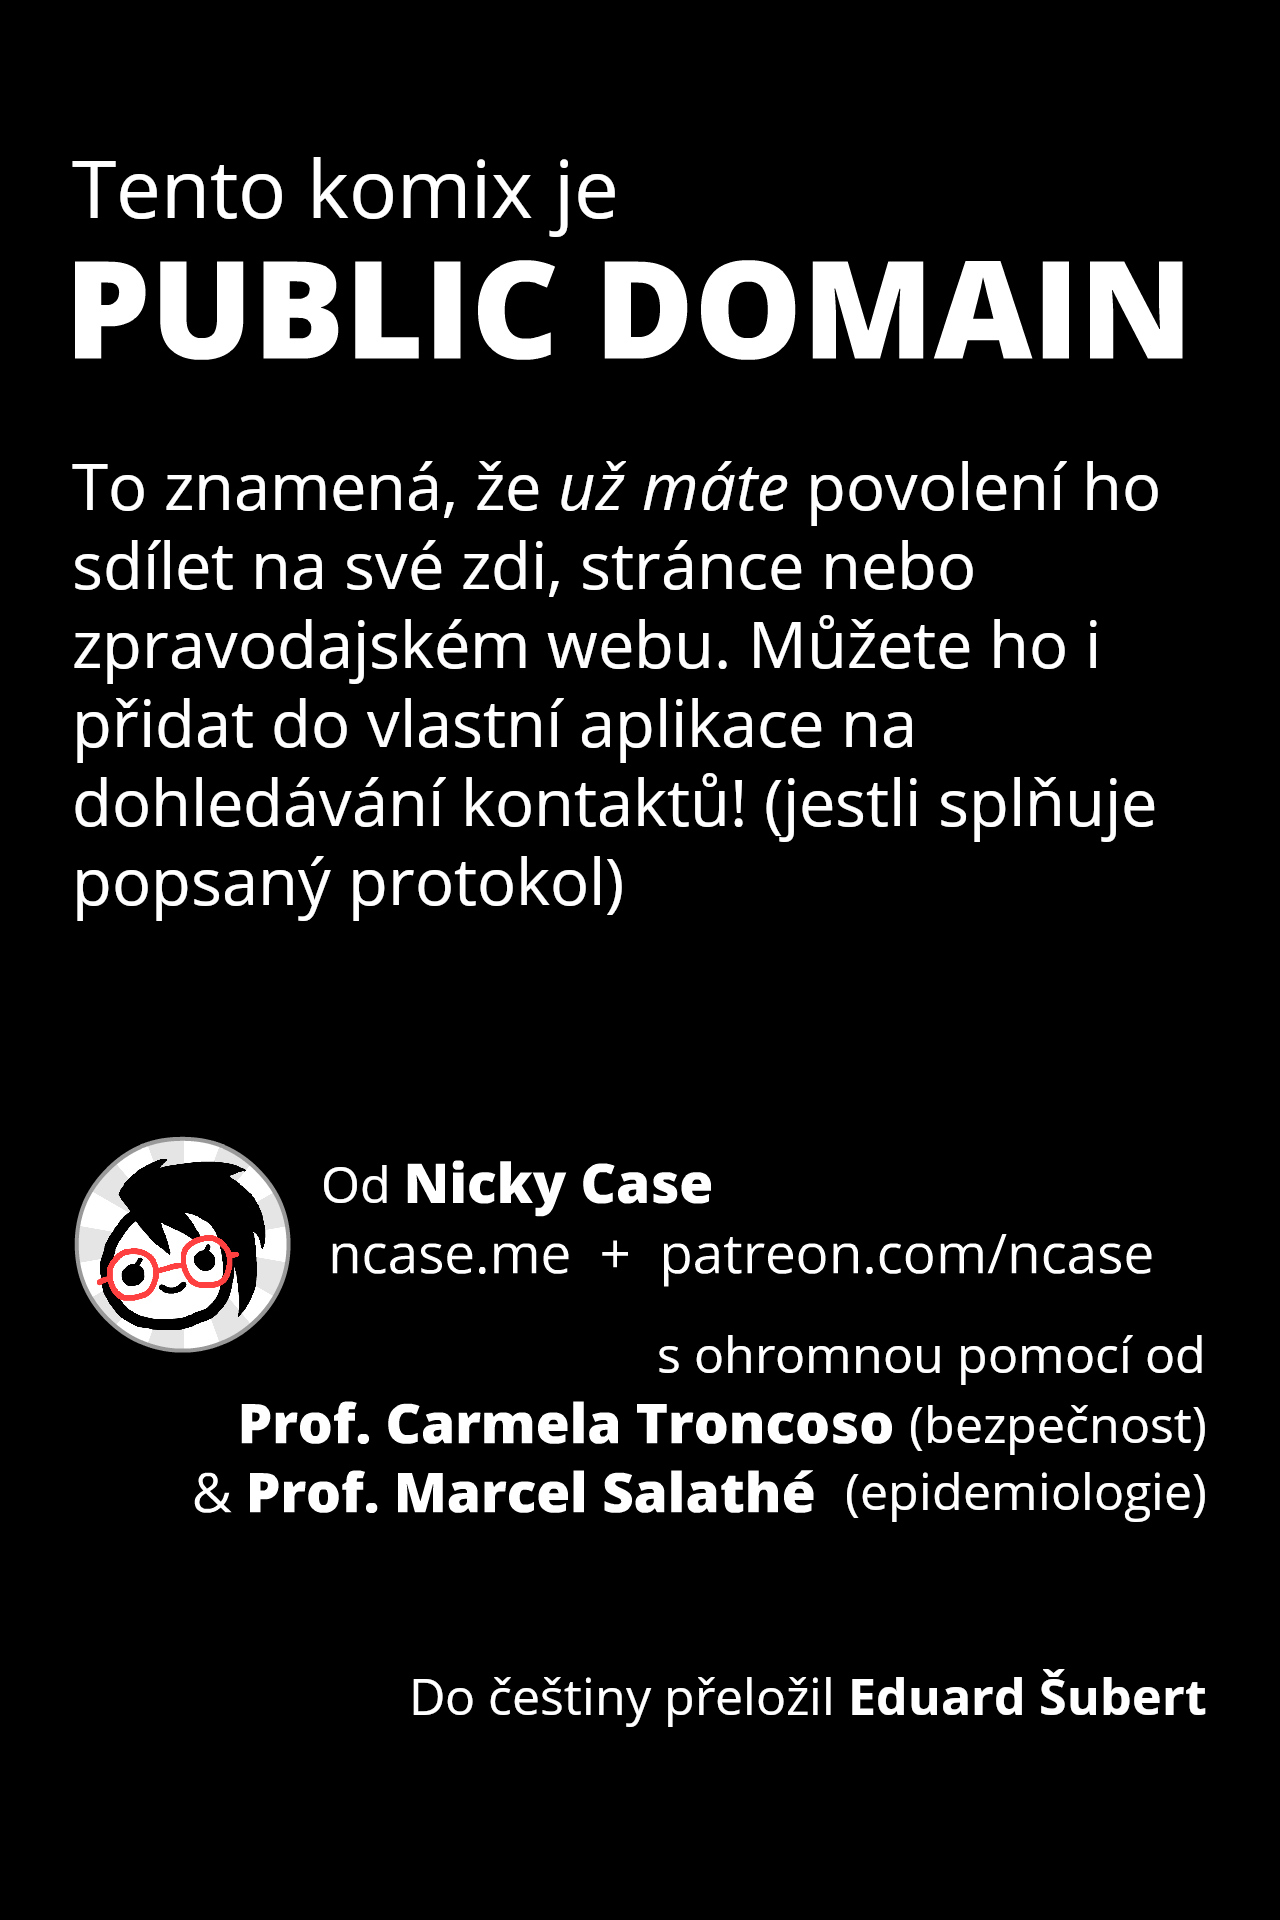 Tento komix je
PUBLIC DOMAIN
To znamená, že už máte povolení ho
sdílet na své zdi, stránce nebo
zpravodajském webu. Můžete ho i
přidat do vlastní aplikace na
dohledávání kontaktů! (jestli splňuje
popsaný protokol)
Od Nicky Case
ncase.me + patreon.com/ncase
s ohromnou pomocí od
Prof. Carmela Troncoso (bezpečnost)
& Prof. Marcel Salathé (epidemiologie)
Do češtiny přeložil Eduard Šubert